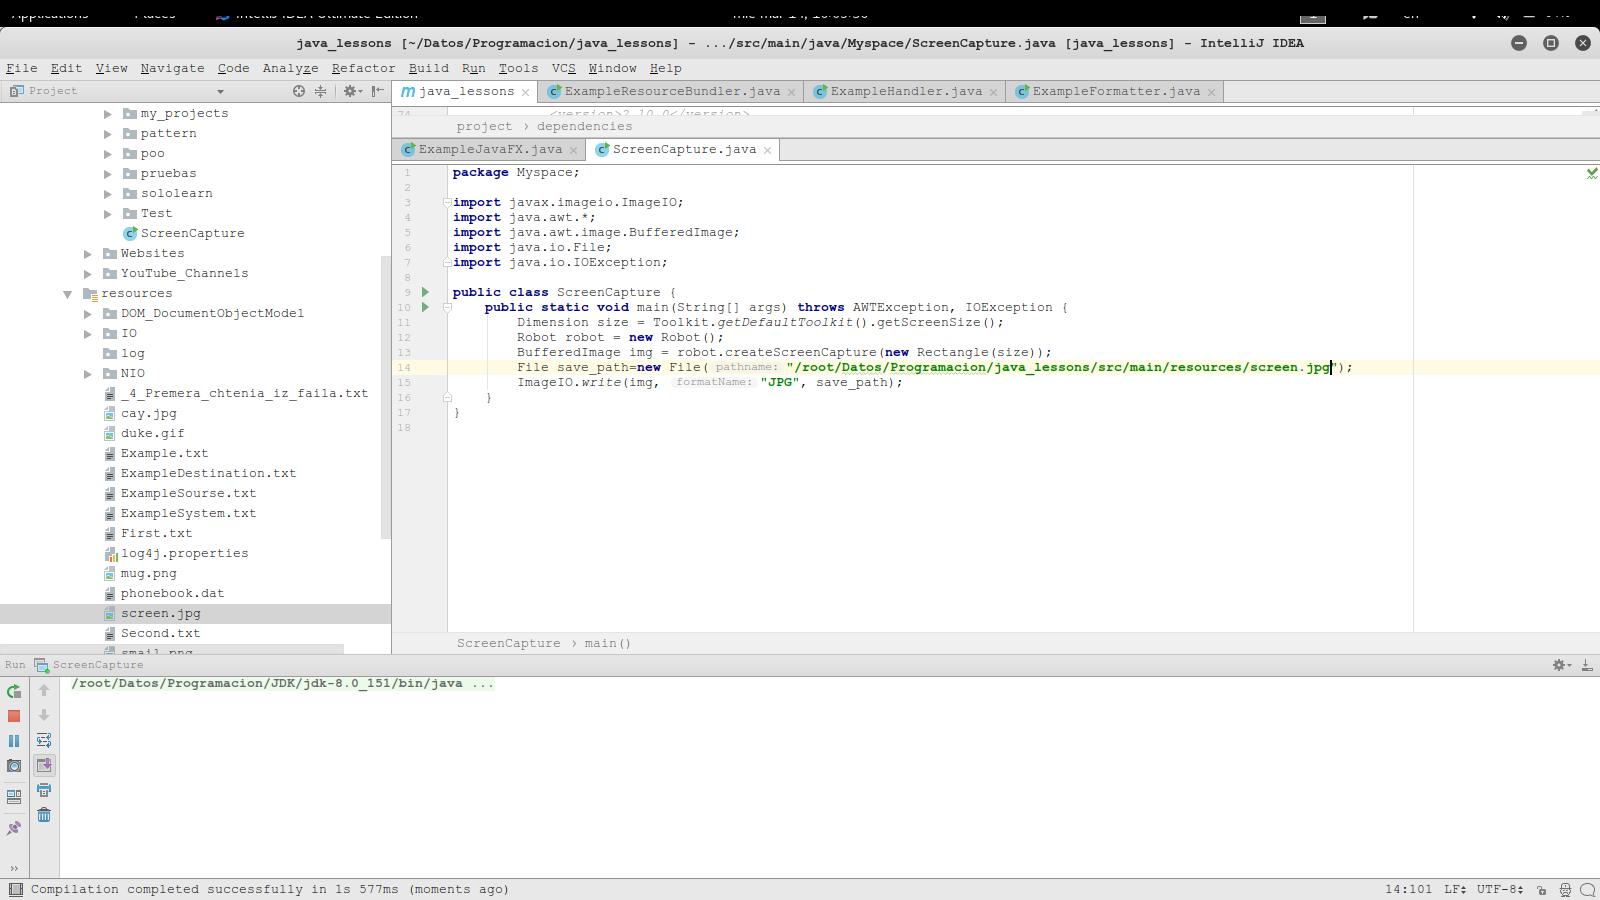 java_lessons [~/Datos/Programacion/java_lessons] - .../src/main/java/Myspace/ScreenCapture.java [java_lessons] - IntelliJ IDEA
File Edit View Navigate Code Analyze Refactor Build Run Tools VCS Window Help
Project
my_projects
pattern
poo
pruebas
sololearn
Test
ScreenCapture
Websites
YouTube_Channels
resources
DOM_DocumentObjectModel
IO
log
NIO
_4_Premera_chtenia_iz_faila.txt
cay.jpg
duke.gif
Example.txt
ExampleDestination.txt
ExampleSourse.txt
ExampleSystem.txt
First.txt
log4j.properties
mug.png
phonebook.dat
screen.jpg
Second.txt
java_lessons ExampleResourceBundler.java ExampleHandler.java ExampleFormatter.java
project › dependencies
ExampleJavaFX.java ScreenCapture.java
1 package Myspace;
2
3 import javax.imageio.ImageIO;
4 import java.awt.*;
5 import java.awt.image.BufferedImage;
6 import java.io.File;
7 import java.io.IOException;
8
9 public class ScreenCapture {
10 public static void main(String[] args) throws AWTException, IOException {
11 Dimension size = Toolkit.getDefaultToolkit().getScreenSize();
12 Robot robot = new Robot();
13 BufferedImage img = robot.createScreenCapture(new Rectangle(size));
14 File save_path=new File( pathname: "/root/Datos/Programacion/java_lessons/src/main/resources/screen.jpg");
15 ImageIO.write(img, formatName: "JPG", save_path);
16 }
17 }
18
ScreenCapture › main()
Run ScreenCapture
/root/Datos/Programacion/JDK/jdk-8.0_151/bin/java ...
Compilation completed successfully in 1s 577ms (moments ago)
14:101 LF UTF-8